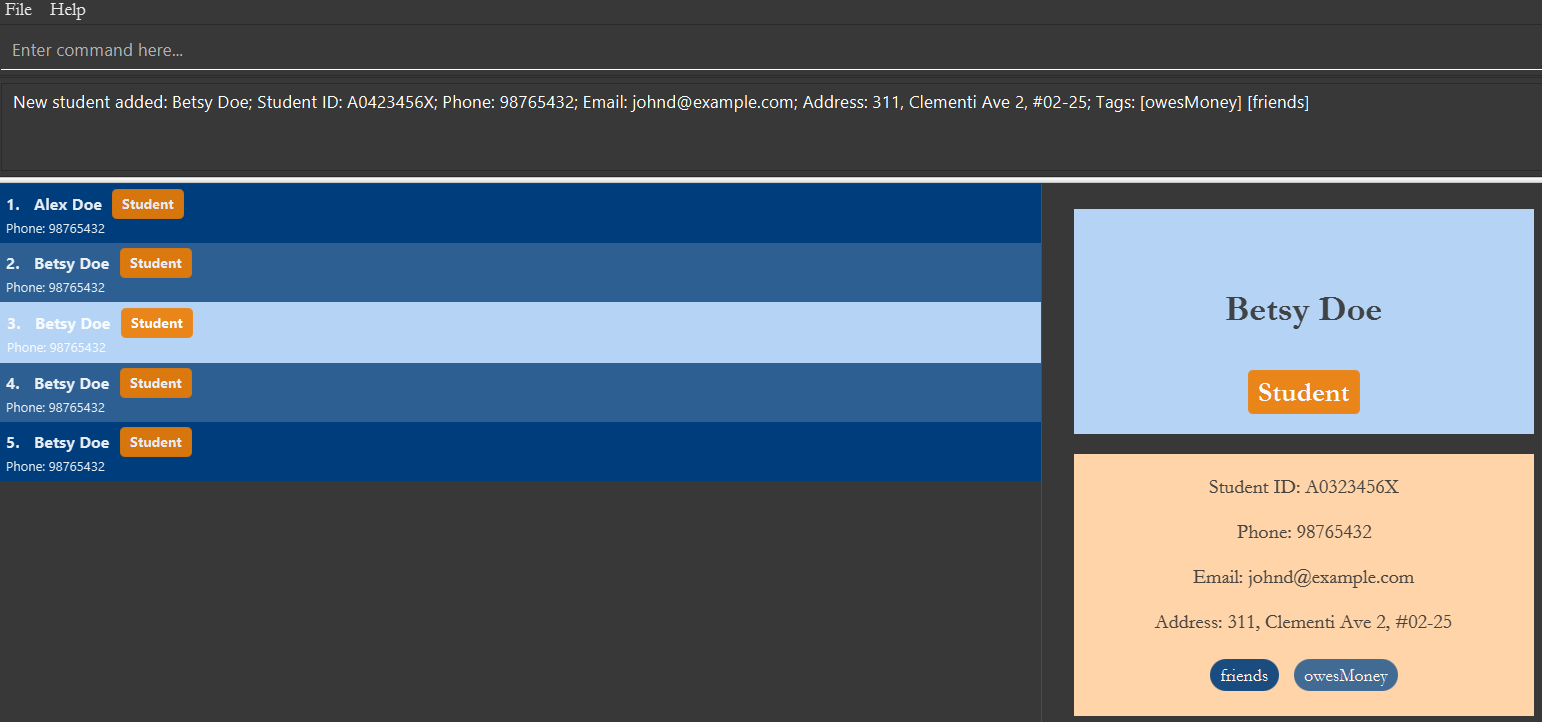 File Help
Enter command here...
New student added: Betsy Doe; Student ID: A0423456X; Phone: 98765432; Email: johnd@example.com; Address: 311, Clementi Ave 2, #02-25; Tags: [owesMoney] [friends]
1. Alex Doe Student
Phone: 98765432
2. Betsy Doe Student
Phone: 98765432
3. Betsy Doe Student
Phone: 98765432
4. Betsy Doe Student
Phone: 98765432
5. Betsy Doe Student
Phone: 98765432
Betsy Doe
Student
Student ID: A0323456X
Phone: 98765432
Email: johnd@example.com
Address: 311, Clementi Ave 2, #02-25
friends owesMoney